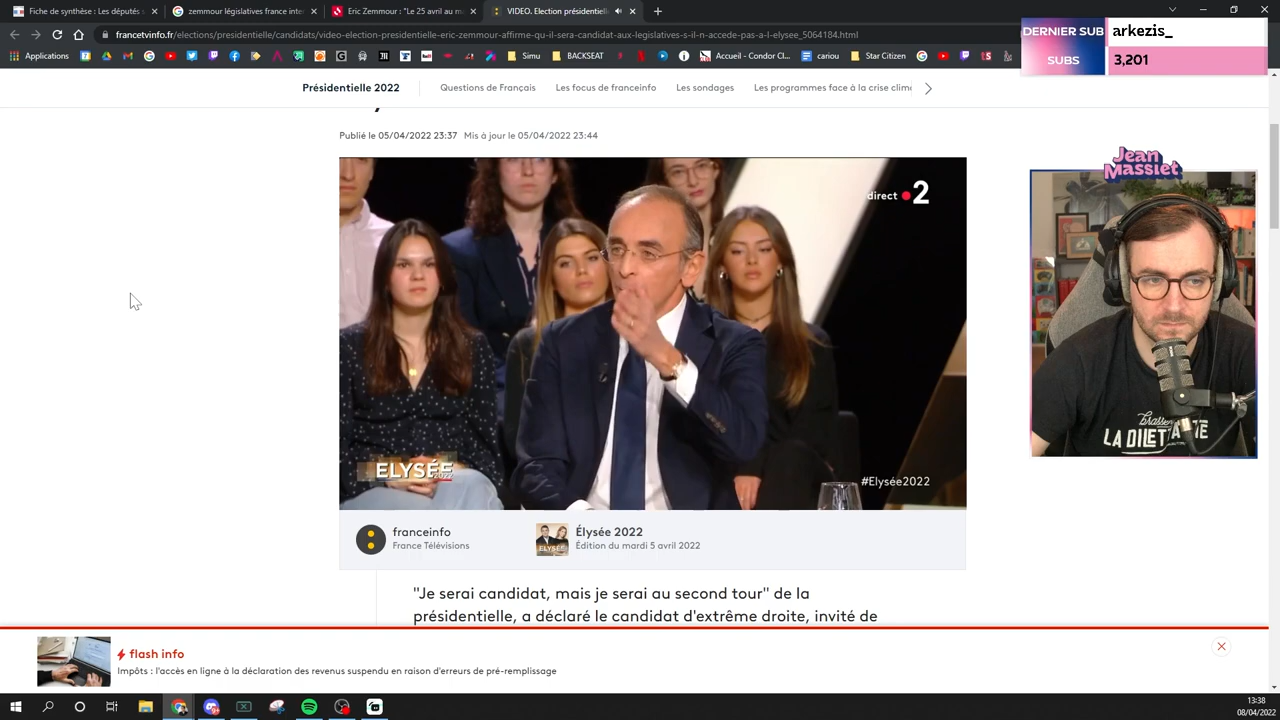 Fiche de synthèse : Les députés
zemmour législatives france inter
Eric Zemmour : "Le 25 avril au m
VIDEO. Election présidentielle
francetvinfo.fr/elections/presidentielle/candidats/video-election-presidentielle-eric-zemmour-affirme-qu-il-sera-candidat-aux-legislatives-s-il-n-accede-pas-a-l-elysee_5064184.html
Applications
Simu
BACKSEAT
Accueil - Condor Cl...
cariou
Star Citizen
DERNIER SUB
arkezis_
SUBS
3,201
Présidentielle 2022
Questions de Français
Les focus de franceinfo
Les sondages
Les programmes face à la crise clim
Publié le 05/04/2022 23:37 Mis à jour le 05/04/2022 23:44
Jean
Massiet
direct 2
ELYSÉE
2022
#Elysée2022
LA DILETTANTE
franceinfo
France Télévisions
ELYSÉE
Élysée 2022
Édition du mardi 5 avril 2022
"Je serai candidat, mais je serai au second tour" de la
présidentielle, a déclaré le candidat d'extrême droite, invité de
flash info
Impôts : l'accès en ligne à la déclaration des revenus suspendu en raison d'erreurs de pré-remplissage
13:38
08/04/2022